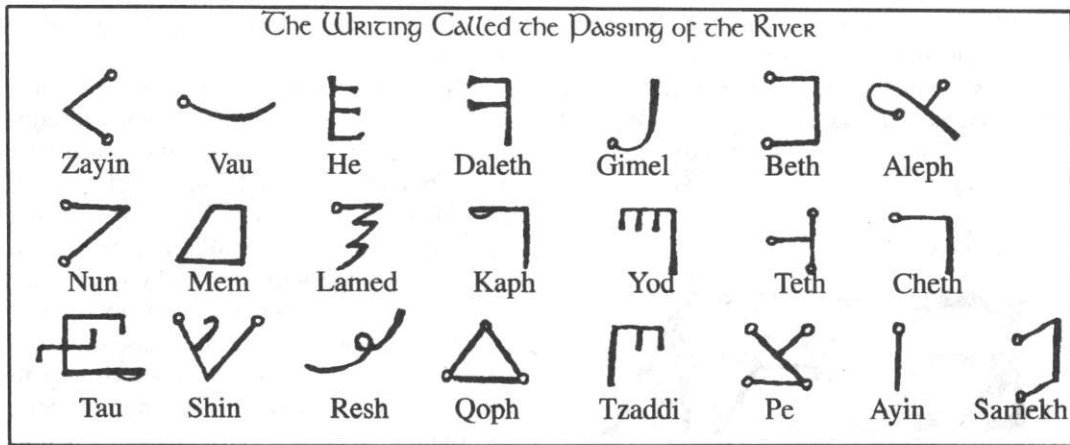 The Writing Called the Passing of the River
Zayin Vau He Daleth Gimel Beth Aleph
Nun Mem Lamed Kaph Yod Teth Cheth
Tau Shin Resh Qoph Tzaddi Pe Ayin Samekh